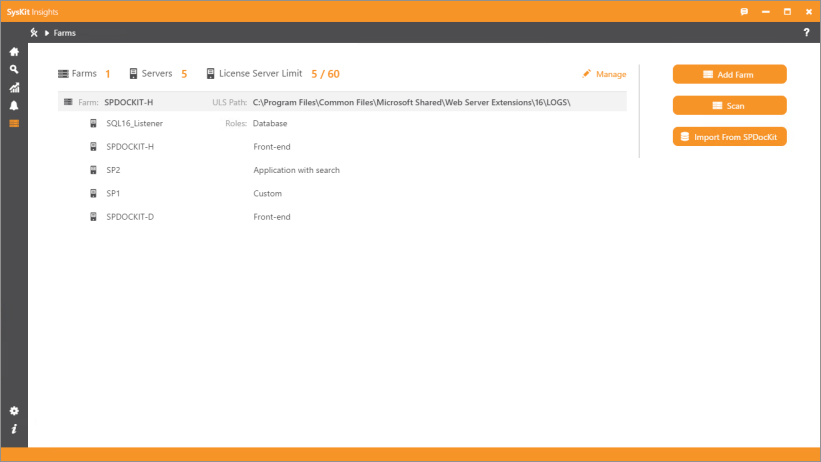 SysKit Insights
Farms
?
Farms 1 Servers 5 License Server Limit 5 / 60 Manage
Farm: SPDOCKIT-H ULS Path: C:\Program Files\Common Files\Microsoft Shared\Web Server Extensions\16\LOGS\
SQL16_Listener Roles: Database
SPDOCKIT-H Front-end
SP2 Application with search
SP1 Custom
SPDOCKIT-D Front-end
Add Farm
Scan
Import From SPDocKit